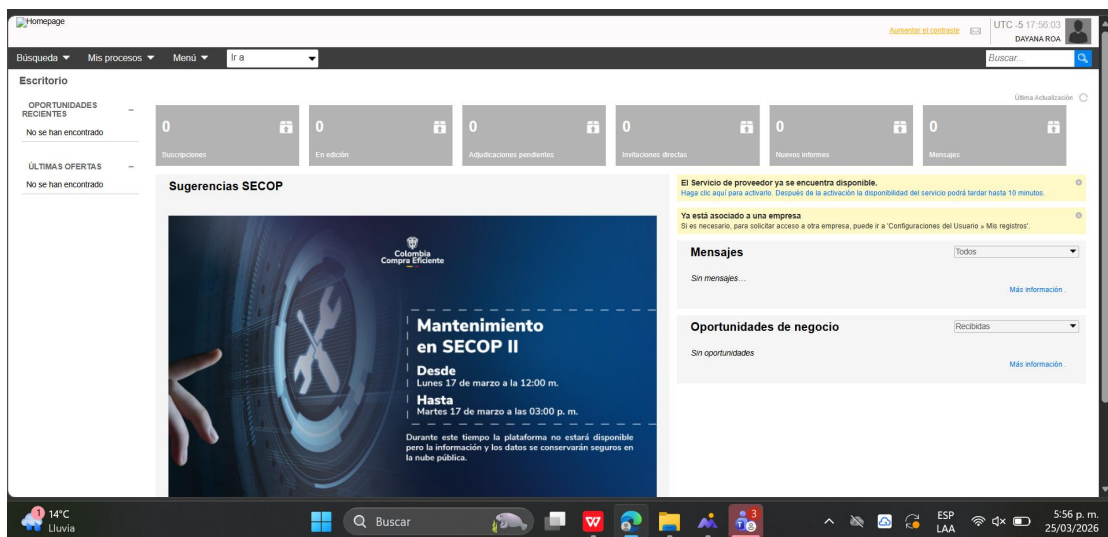 Homepage
Aumentar el contraste
UTC -5 17:56:03
DAYANA ROA
Búsqueda
Mis procesos
Menú
Ir a
Buscar...
Escritorio
Última Actualización
OPORTUNIDADES
RECIENTES
No se han encontrado
ÚLTIMAS OFERTAS
No se han encontrado
0
Suscripciones
0
En edición
0
Adjudicaciones pendientes
0
Invitaciones directas
0
Nuevos informes
0
Mensajes
Sugerencias SECOP
Colombia
Compra Eficiente
Mantenimiento
en SECOP II
Desde
Lunes 17 de marzo a la 12:00 m.
Hasta
Martes 17 de marzo a las 03:00 p. m.
Durante este tiempo la plataforma no estará disponible
pero la información y los datos se conservarán seguros en
la nube pública.
El Servicio de proveedor ya se encuentra disponible.
Haga clic aquí para activarlo. Después de la activación la disponibilidad del servicio podrá tardar hasta 10 minutos.
Ya está asociado a una empresa
Si es necesario, para solicitar acceso a otra empresa, puede ir a 'Configuraciones del Usuario » Mis registros'.
Mensajes
Todos
Sin mensajes...
Más información .
Oportunidades de negocio
Recibidas
Sin oportunidades
Más información .
1
14°C
Lluvia
Buscar
3
ESP
LAA
5:56 p. m.
25/03/2026